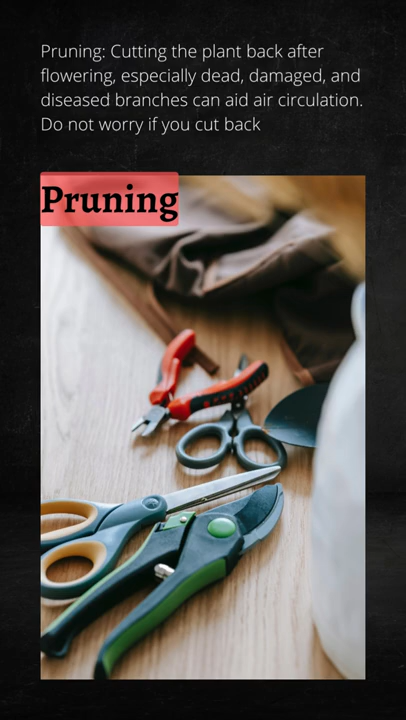 Pruning: Cutting the plant back after
flowering, especially dead, damaged, and
diseased branches can aid air circulation.
Do not worry if you cut back
Pruning